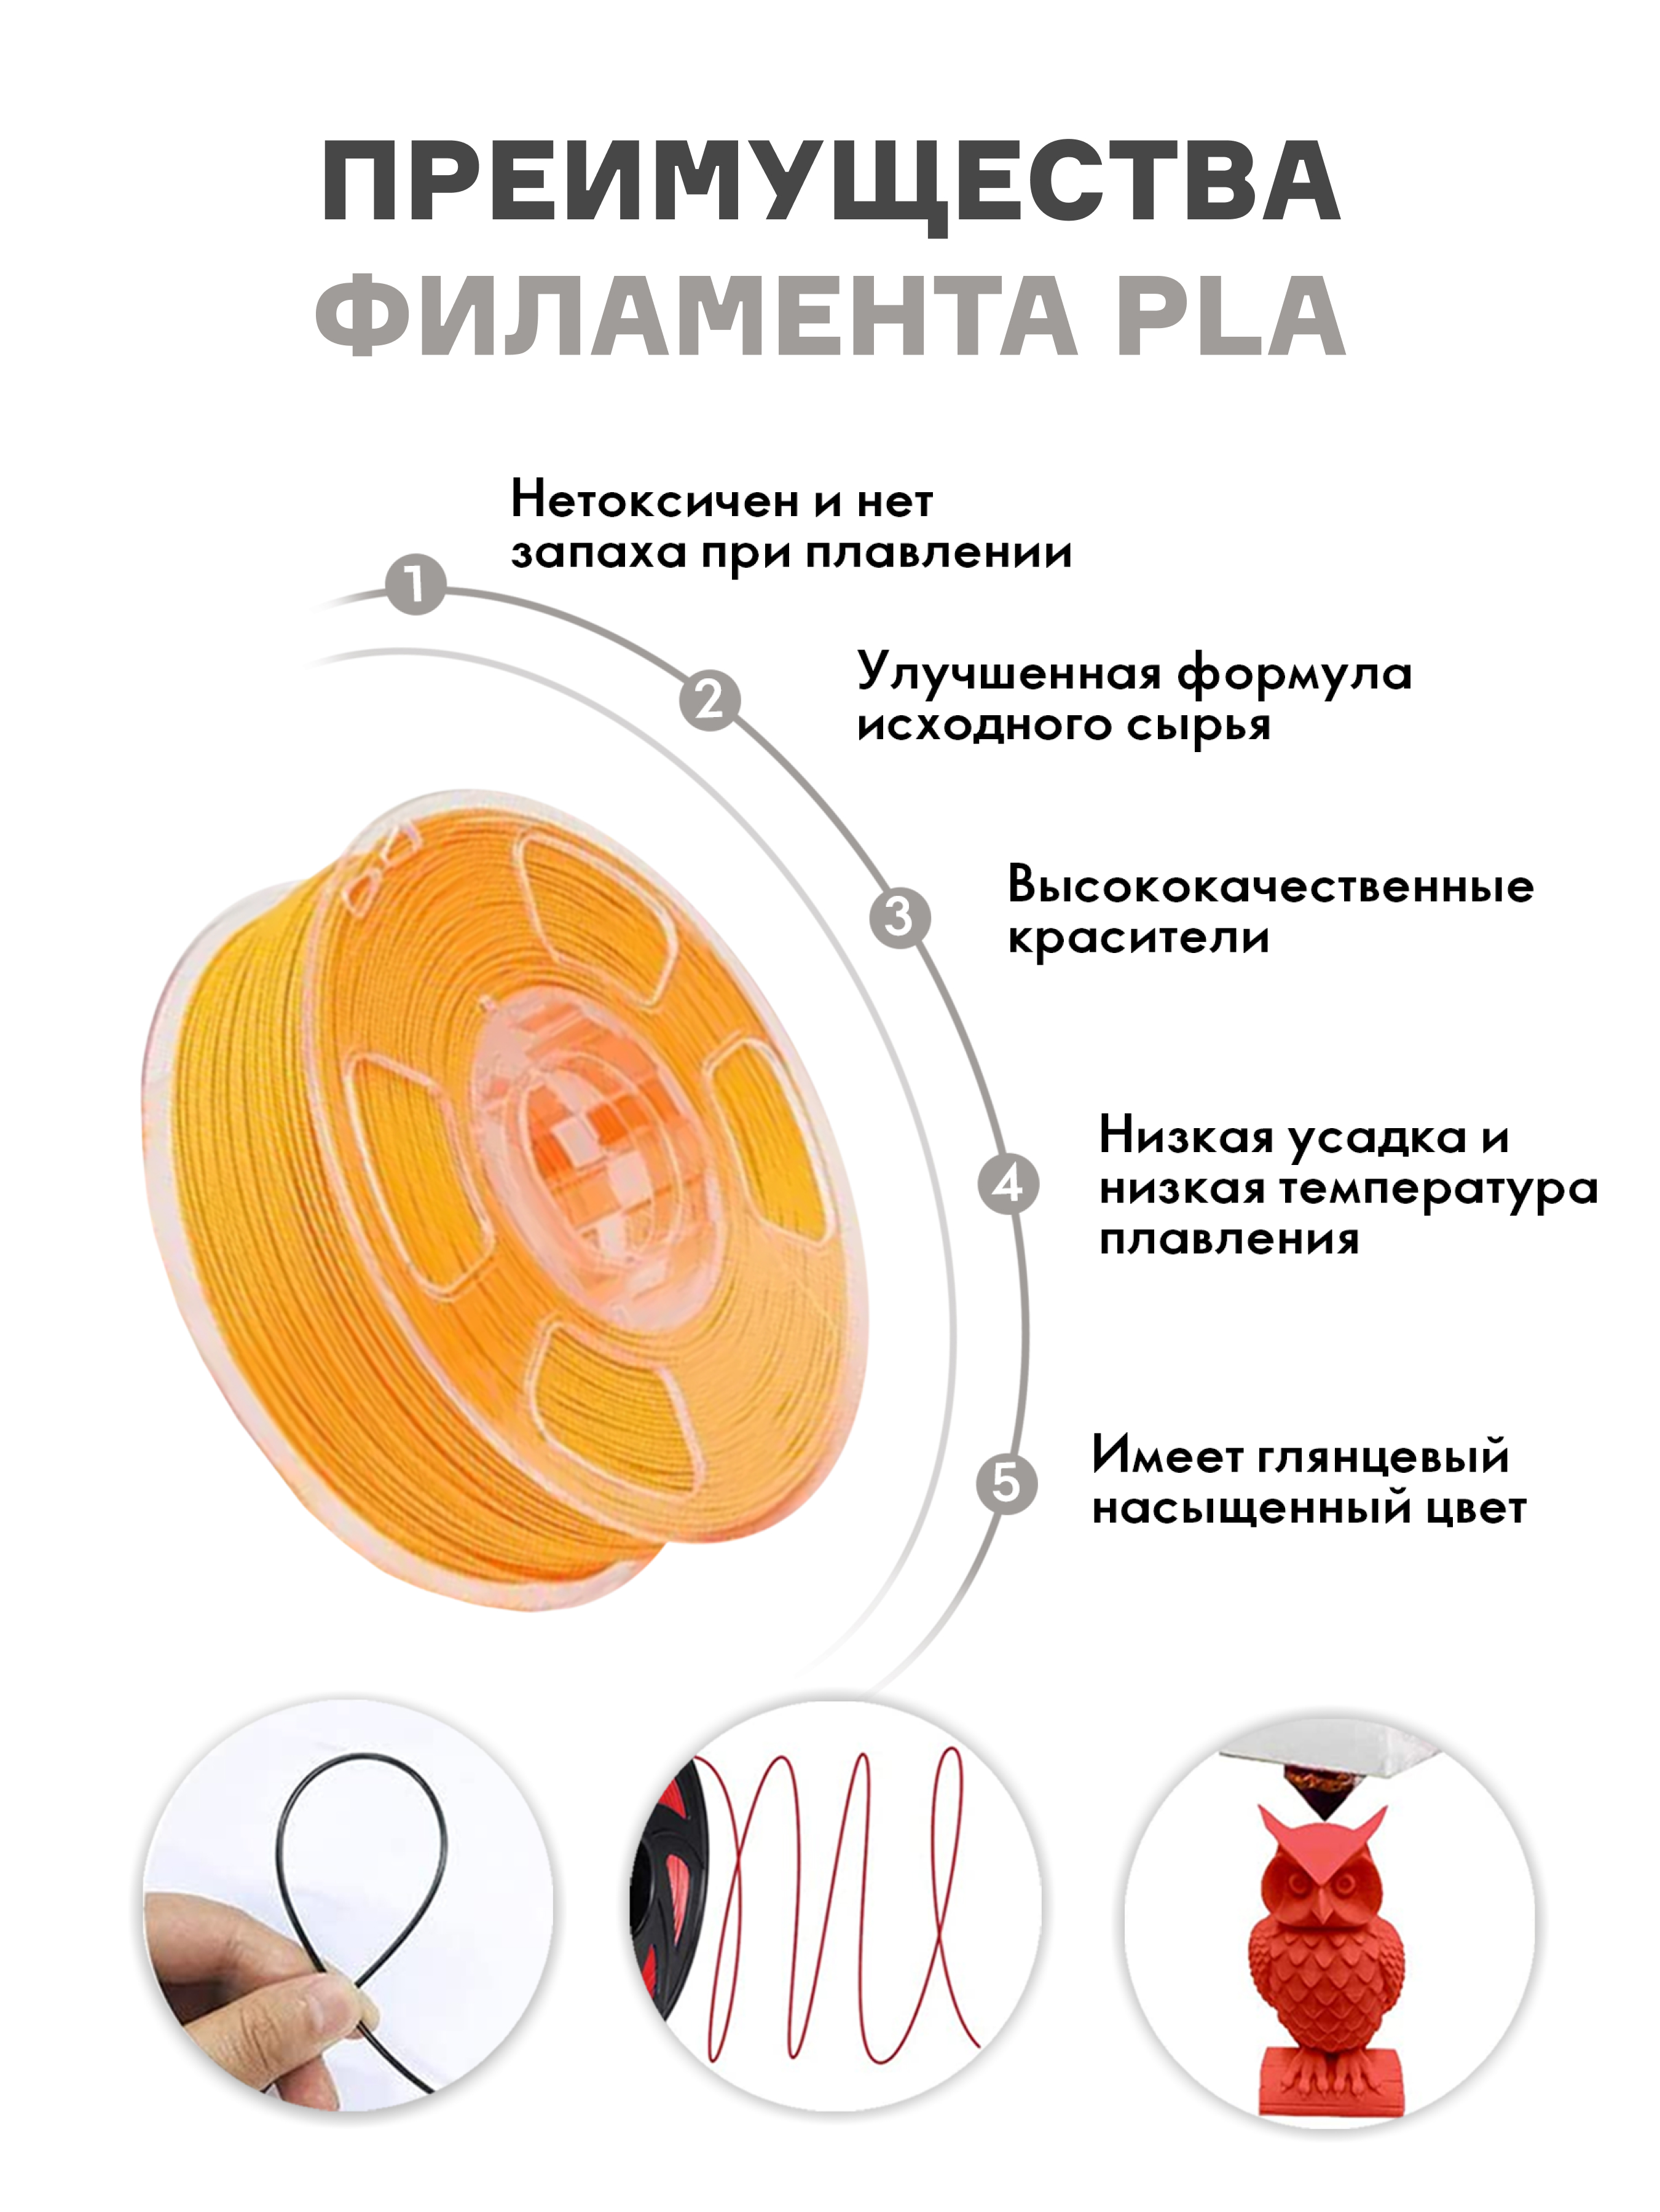 ПРЕИМУЩЕСТВА
ФИЛАМЕНТА PLA
Нетоксичен и нет
запаха при плавлении
1
Улучшенная формула
исходного сырья
2
Высококачественные
красители
3
Низкая усадка и
низкая температура
плавления
4
Имеет глянцевый
насыщенный цвет
5